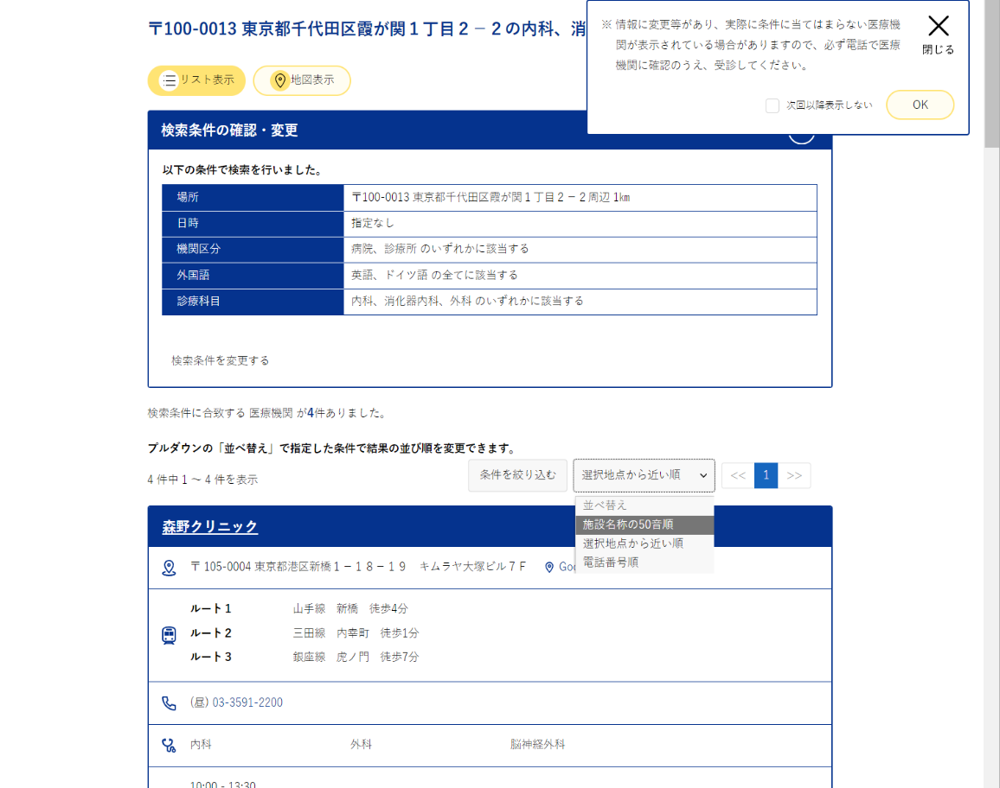 〒100-0013 東京都千代田区霞が関１丁目２－２の内科、消
※ 情報に変更等があり、実際に条件に当てはまらない医療機
関が表示されている場合がありますので、必ず電話で医療
機関に確認のうえ、受診してください。
閉じる
次回以降表示しない
OK
リスト表示
地図表示
検索条件の確認・変更
以下の条件で検索を行いました。
場所 〒100-0013 東京都千代田区霞が関１丁目２－２周辺 1㎞
日時 指定なし
機関区分 病院、診療所 のいずれかに該当する
外国語 英語、ドイツ語 の全てに該当する
診療科目 内科、消化器内科、外科 のいずれかに該当する
検索条件を変更する
検索条件に合致する 医療機関 が4件ありました。
プルダウンの「並べ替え」で指定した条件で結果の並び順を変更できます。
4 件中 1 ～ 4 件を表示
条件を絞り込む
選択地点から近い順
<< 1 >>
並べ替え
施設名称の50音順
選択地点から近い順
電話番号順
森野クリニック
〒105-0004 東京都港区新橋１－１８－１９　キムラヤ大塚ビル７Ｆ
ルート 1 山手線　新橋　徒歩4分
ルート 2 三田線　内幸町　徒歩1分
ルート 3 銀座線　虎ノ門　徒歩7分
(昼) 03-3591-2200
内科 外科 脳神経外科
10:00 - 13:30